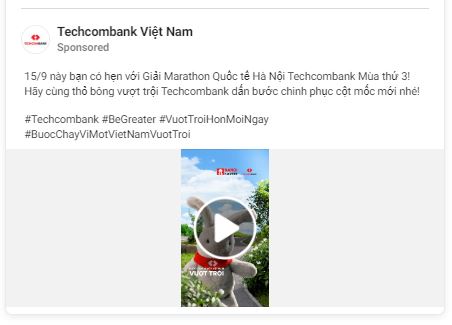 Techcombank Việt Nam
Sponsored
15/9 này bạn có hẹn với Giải Marathon Quốc tế Hà Nội Techcombank Mùa thứ 3!
Hãy cùng thỏ bông vượt trội Techcombank dấn bước chinh phục cột mốc mới nhé!
#Techcombank #BeGreater #VuotTroiHonMoiNgay
#BuocChayViMotVietNamVuotTroi
VƯỢT TRỘI